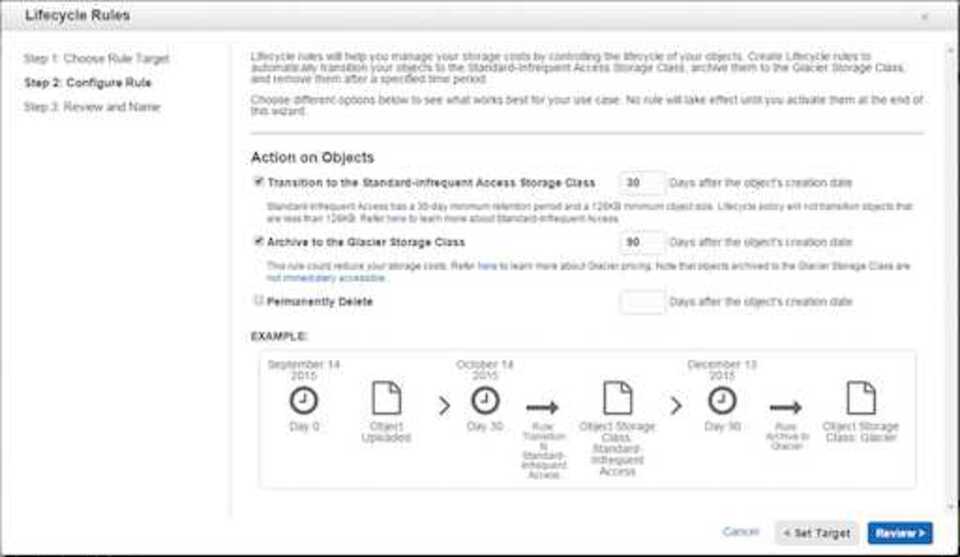 Lifecycle Rules
×
Step 1: Choose Rule Target
Step 2: Configure Rule
Step 3: Review and Name
Lifecycle rules will help you manage your storage costs by controlling the lifecycle of your objects. Create Lifecycle rules to
automatically transition your objects to the Standard-Infrequent Access Storage Class, archive them to the Glacier Storage Class,
and remove them after a specified time period.
Choose different options below to see what works best for your use case. No rule will take effect until you activate them at the end of
this wizard.
Action on Objects
Transition to the Standard-Infrequent Access Storage Class 30 Days after the object's creation date
Standard-Infrequent Access has a 30-day minimum retention period and a 128KB minimum object size. Lifecycle policy will not transition objects that
are less than 128KB. Refer here to learn more about Standard-Infrequent Access.
Archive to the Glacier Storage Class 90 Days after the object's creation date
This rule could reduce your storage costs. Refer here to learn more about Glacier pricing. Note that objects archived to the Glacier Storage Class are
not immediately accessible.
Permanently Delete Days after the object's creation date
EXAMPLE:
September 14 October 14 December 13
2015 2015 2015
Day 0 Object Day 30 Rule: Object Storage Day 90 Rule: Object Storage
Uploaded Transition Class: Archive to Class: Glacier
to Standard- Glacier
Standard- Infrequent
Infrequent Access
Access
Cancel < Set Target Review >